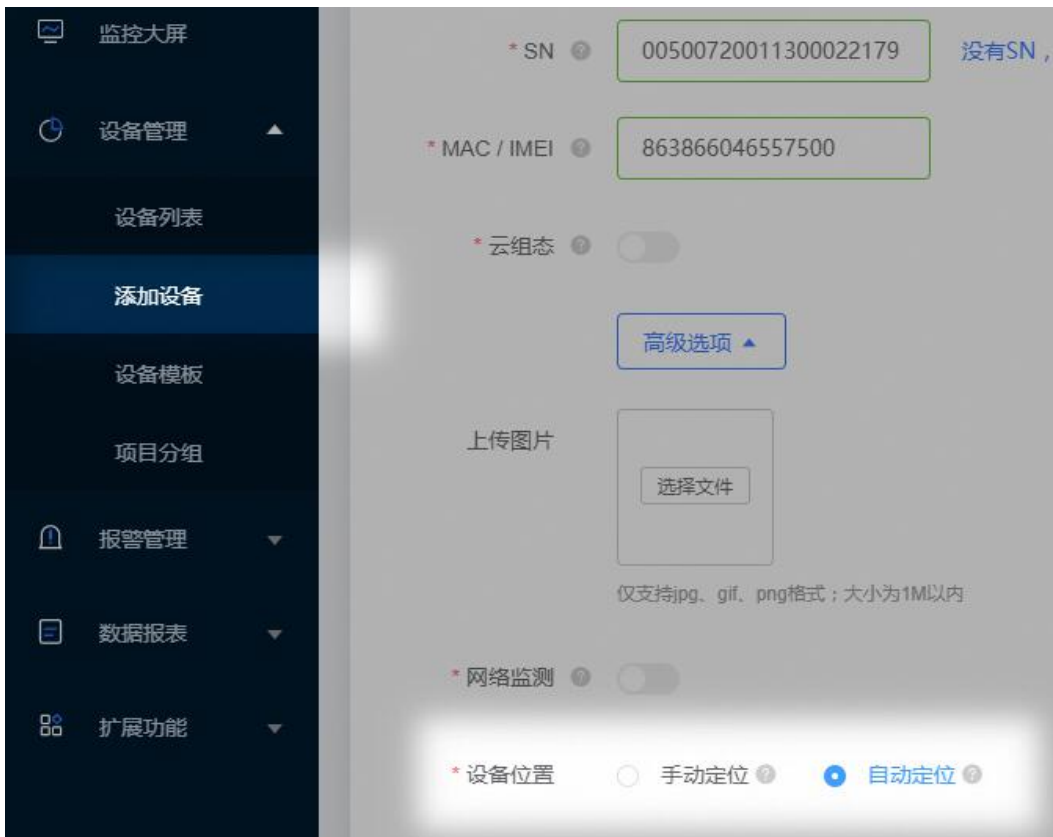 监控大屏
设备管理
设备列表
添加设备
设备模板
项目分组
报警管理
数据报表
扩展功能
* SN 00500720011300022179 没有SN，
* MAC / IMEI 863866046557500
* 云组态
高级选项
上传图片
选择文件
仅支持jpg、gif、png格式；大小为1M以内
* 网络监测
* 设备位置 手动定位 自动定位